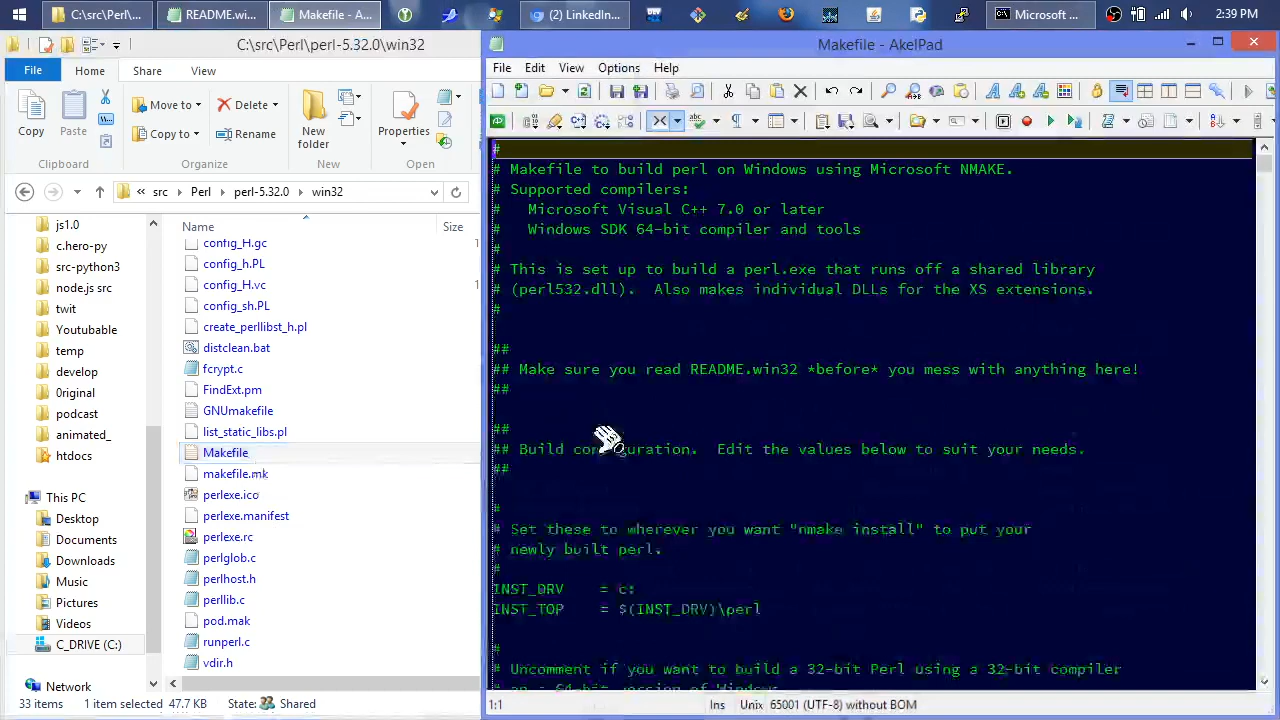 C:\src\Perl\...
README.wi...
Makefile - A...
(2) LinkedIn...
Microsoft ...
2:39 PM
C:\src\Perl\perl-5.32.0\win32
File
Home
Share
View
Copy
Paste
Move to
Copy to
Delete
Rename
New
folder
Properties
Clipboard
Organize
New
Open
« src
Perl
perl-5.32.0
win32
Name
Size
js1.0
c.hero-py
src-python3
node.js src
twit
Youtubable
temp
develop
0riginal
podcast
animated_
htdocs
This PC
Desktop
Documents
Downloads
Music
Pictures
Videos
C_DRIVE (C:)
Network
config_H.gc
config_h.PL
config_H.vc
config_sh.PL
create_perllibst_h.pl
distclean.bat
fcrypt.c
FindExt.pm
GNUmakefile
list_static_libs.pl
Makefile
makefile.mk
perlexe.ico
perlexe.manifest
perlexe.rc
perlglob.c
perlhost.h
perllib.c
pod.mak
runperl.c
vdir.h
33 items
1 item selected 47.7 KB
State:
Shared
Makefile - AkelPad
File
Edit
View
Options
Help
#
# Makefile to build perl on Windows using Microsoft NMAKE.
# Supported compilers:
# Microsoft Visual C++ 7.0 or later
# Windows SDK 64-bit compiler and tools
#
# This is set up to build a perl.exe that runs off a shared library
# (perl532.dll). Also makes individual DLLs for the XS extensions.
#
##
## Make sure you read README.win32 *before* you mess with anything here!
##
##
## Build configuration. Edit the values below to suit your needs.
##
#
# Set these to wherever you want "nmake install" to put your
# newly built perl.
#
INST_DRV = c:
INST_TOP = $(INST_DRV)\perl
#
# Uncomment if you want to build a 32-bit Perl using a 32-bit compiler
# on a 64-bit version of Windows.
1:1
Ins
Unix
65001 (UTF-8) without BOM